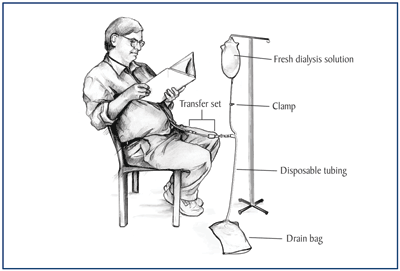 Fresh dialysis solution
Transfer set
Clamp
Disposable tubing
Drain bag